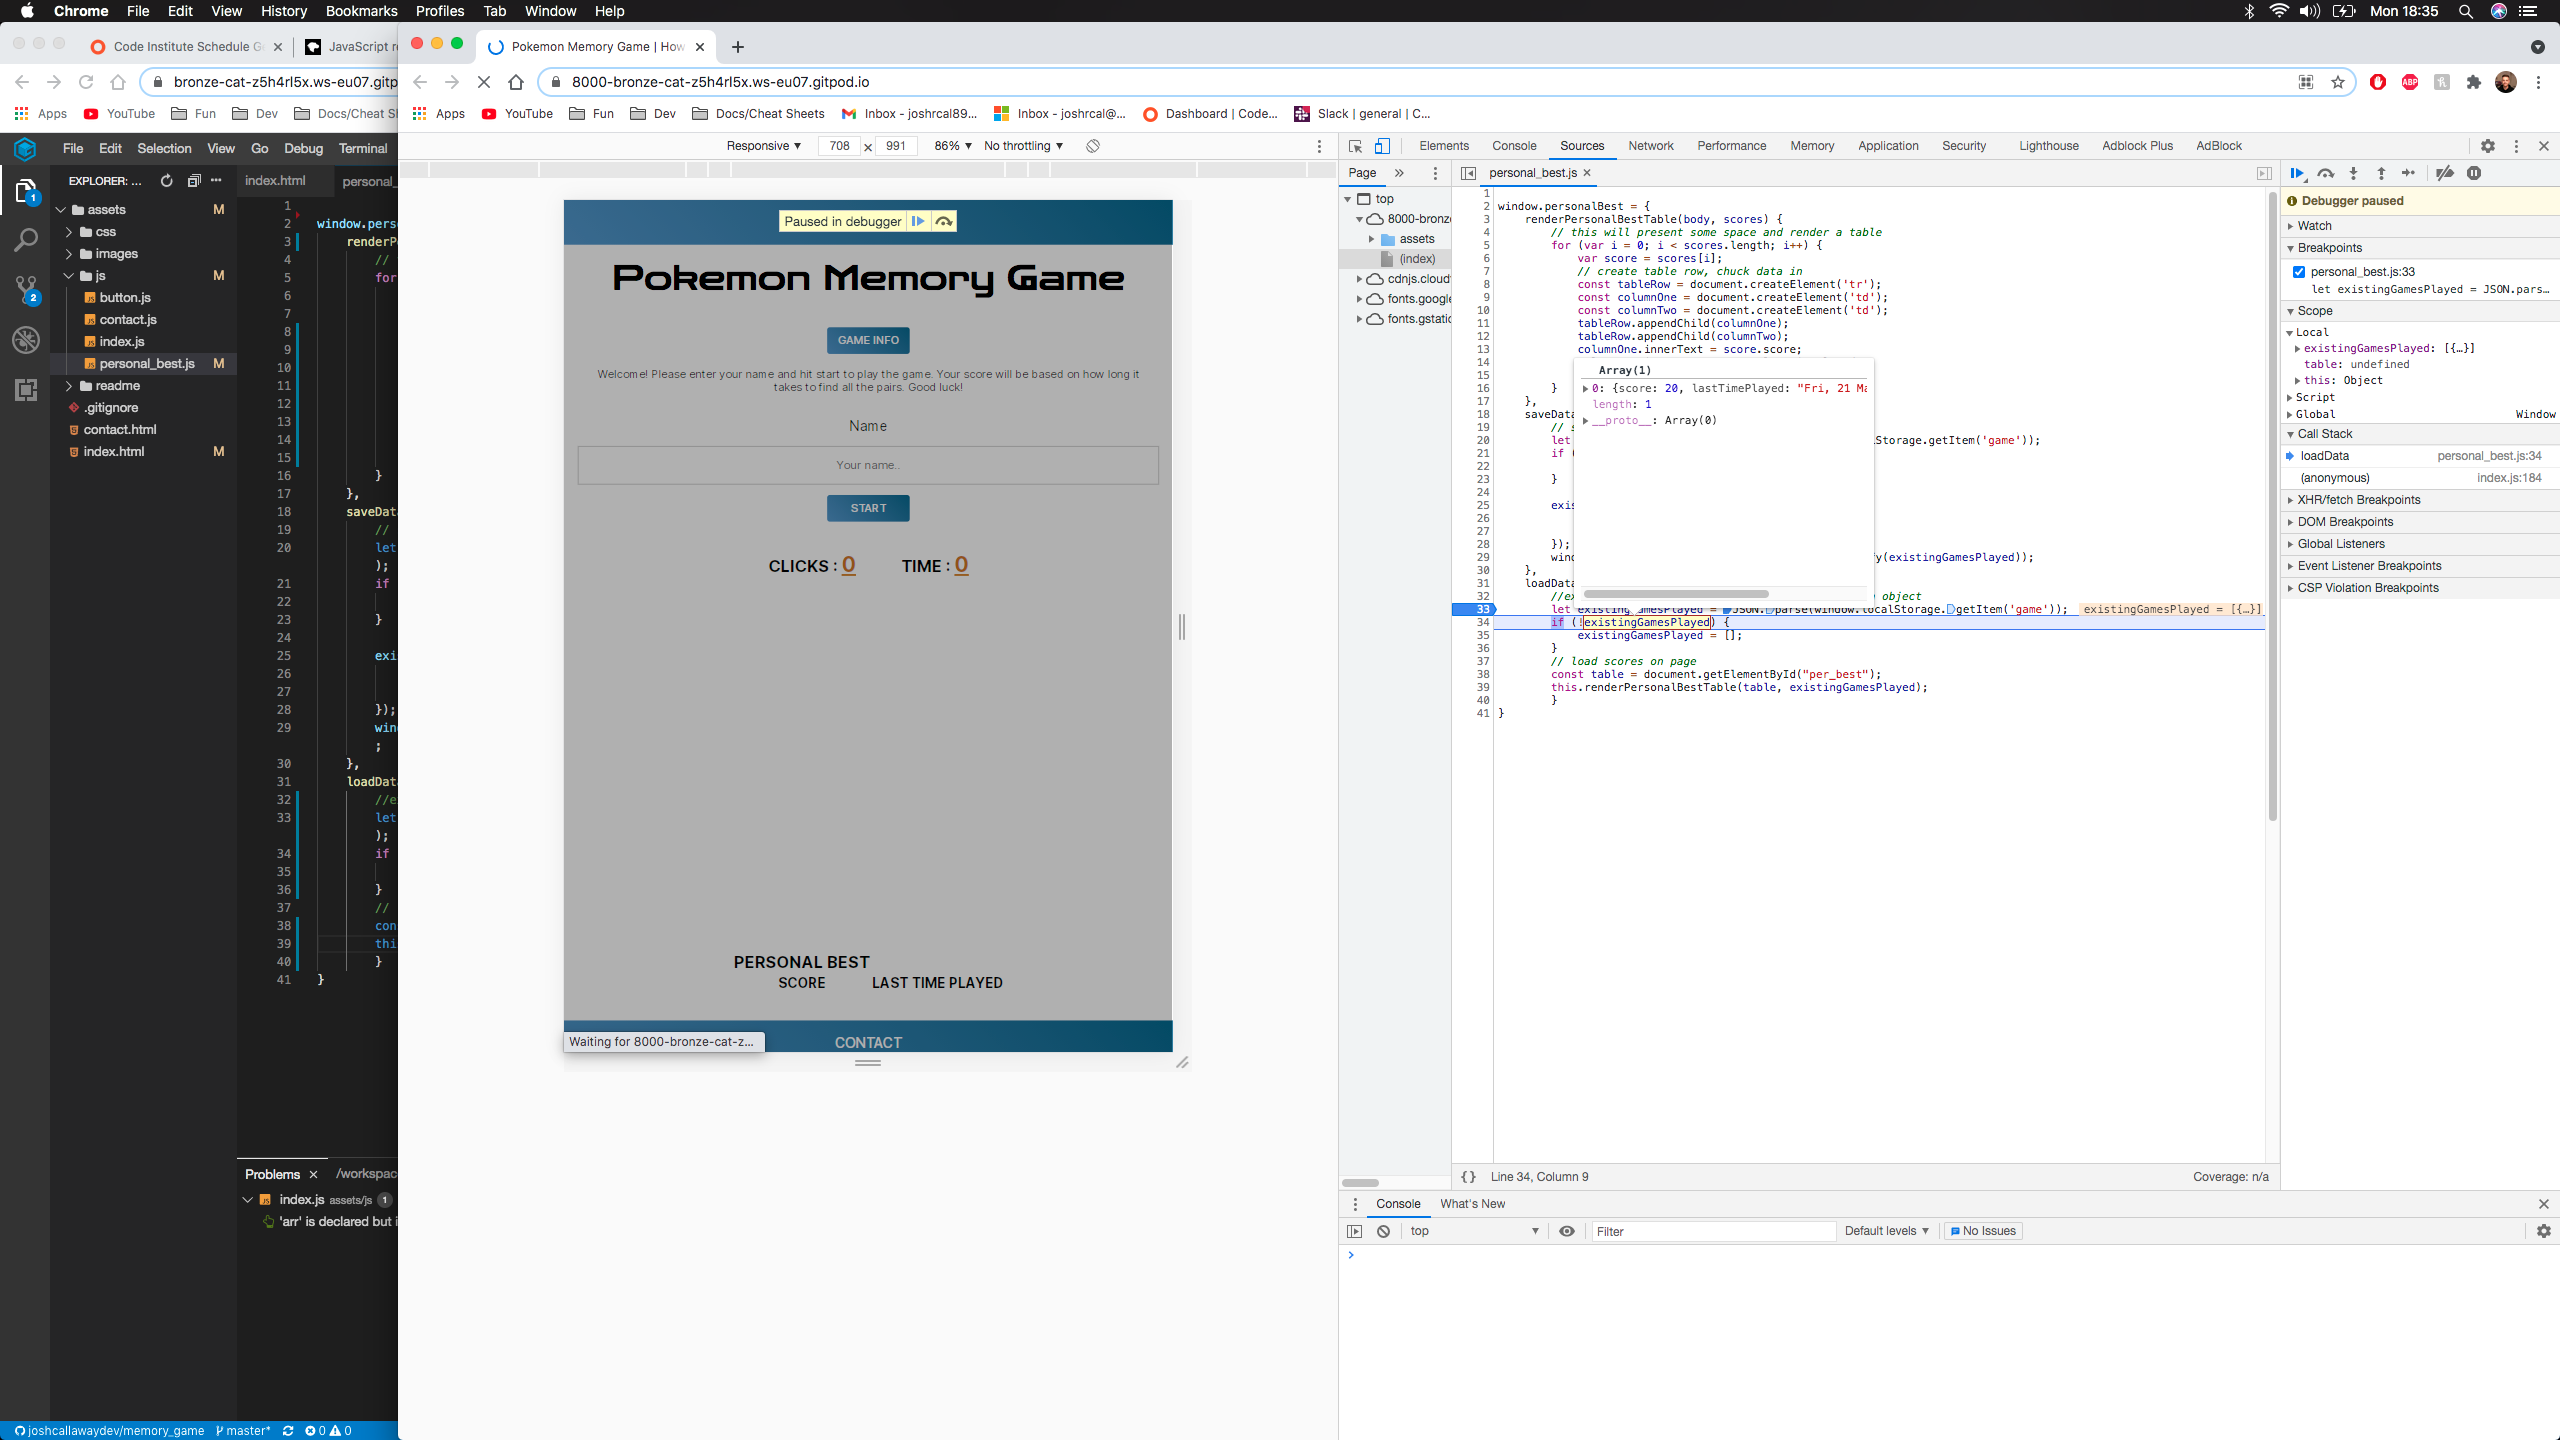 Chrome File Edit View History Bookmarks Profiles Tab Window Help Mon 18:35
Code Institute Schedule
JavaScript
bronze-cat-z5h4rl5x.ws-eu07.gitp
Apps YouTube Fun Dev Docs/Cheat
File Edit Selection View Go Debug Terminal
EXPLORER: ...
assets M
css
images
js M
button.js
contact.js
index.js
personal_best.js M
readme
.gitignore
contact.html
index.html M
1
2
index.html personal_
1
2 window.perso
3 renderP
4 //
5 for
6
7
8
9
10
11
12
13
14
15
16 }
17 },
18 saveData
19 //
20 let
);
21 if
22
23 }
24
25 exi
26
27
28 });
29 win
;
30 },
31 loadData
32 //e
33 let
);
34 if
35
36 }
37 //
38 con
39 thi
40 }
41 }
Problems /workspac
index.js assets/js 1
'arr' is declared but i
joshcallawaydev/memory_game master* 0 0
Pokemon Memory Game | How
8000-bronze-cat-z5h4rl5x.ws-eu07.gitpod.io
ABP
Apps YouTube Fun Dev Docs/Cheat Sheets Inbox - joshrcal89... Inbox - joshrcal@... Dashboard | Code... Slack | general | C...
Responsive 708 × 991 86% No throttling
Paused in debugger
Pokemon Memory Game
GAME INFO
Welcome! Please enter your name and hit start to play the game. Your score will be based on how long it
takes to find all the pairs. Good luck!
Name
Your name..
START
CLICKS : 0 TIME : 0
PERSONAL BEST
SCORE LAST TIME PLAYED
CONTACT
Waiting for 8000-bronze-cat-z...
Elements Console Sources Network Performance Memory Application Security Lighthouse Adblock Plus AdBlock
Page »
top
8000-bronz
assets
(index)
cdnjs.cloud
fonts.google
fonts.gstatic
personal_best.js
1
2 window.personalBest = {
3 renderPersonalBestTable(body, scores) {
4 // this will present some space and render a table
5 for (var i = 0; i < scores.length; i++) {
6 var score = scores[i];
7 // create table row, chuck data in
8 const tableRow = document.createElement('tr');
9 const columnOne = document.createElement('td');
10 const columnTwo = document.createElement('td');
11 tableRow.appendChild(columnOne);
12 tableRow.appendChild(columnTwo);
13 columnOne.innerText = score.score;
14
15
16 }
17 },
18 saveData
19 // s
20 let lStorage.getItem('game'));
21 if (
22
23 }
24
25 exis
26
27
28 });
29 wind fy(existingGamesPlayed));
30 },
31 loadData
32 //ex object
33 let existingGamesPlayed = JSON.parse(window.localStorage.getItem('game')); existingGamesPlayed = [{…}]
34 if (!existingGamesPlayed) {
35 existingGamesPlayed = [];
36 }
37 // load scores on page
38 const table = document.getElementById("per_best");
39 this.renderPersonalBestTable(table, existingGamesPlayed);
40 }
41 }
Array(1)
0: {score: 20, lastTimePlayed: "Fri, 21 Ma
length: 1
__proto__: Array(0)
{} Line 34, Column 9 Coverage: n/a
Debugger paused
Watch
Breakpoints
personal_best.js:33
let existingGamesPlayed = JSON.pars…
Scope
Local
existingGamesPlayed: [{…}]
table: undefined
this: Object
Script
Global Window
Call Stack
loadData personal_best.js:34
(anonymous) index.js:184
XHR/fetch Breakpoints
DOM Breakpoints
Global Listeners
Event Listener Breakpoints
CSP Violation Breakpoints
Console What's New
top Filter Default levels No Issues